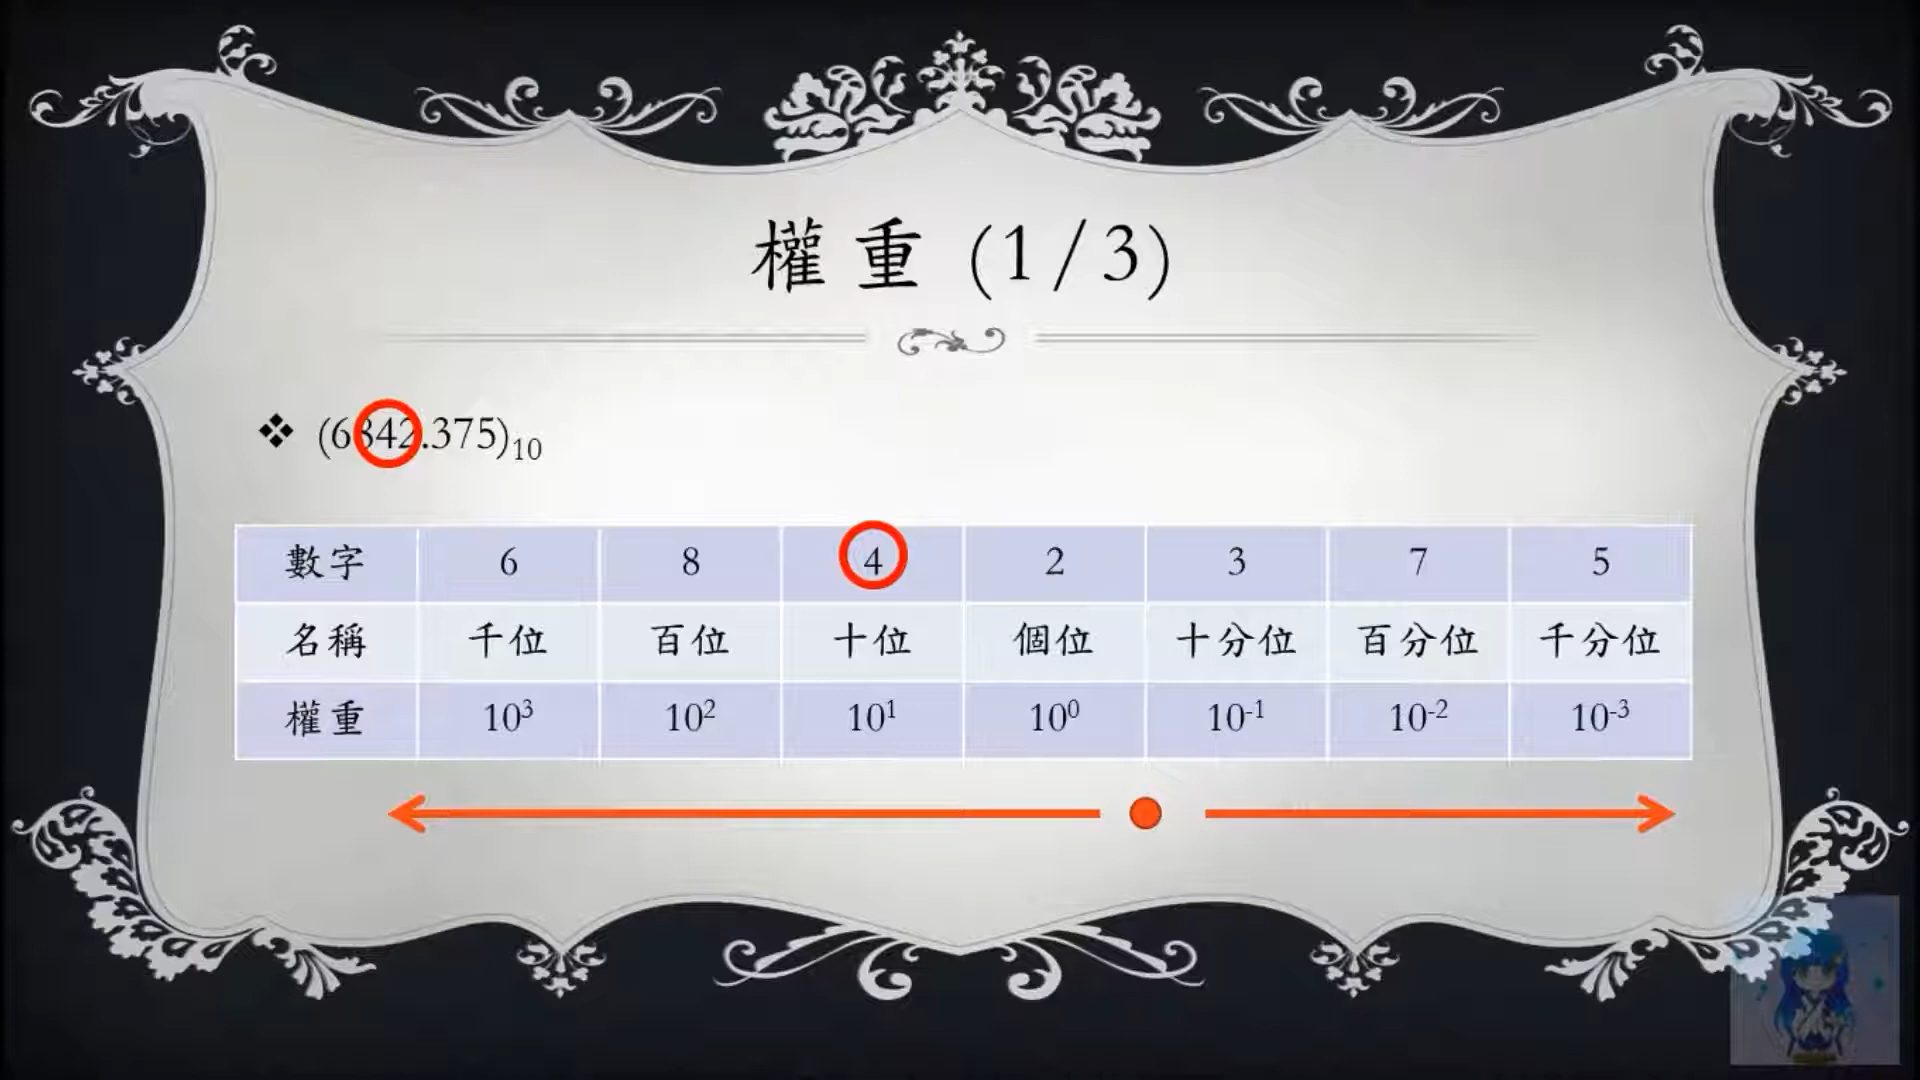 權重 (1/3)
❖ (6842.375)₁₀
數字 6 8 4 2 3 7 5
名稱 千位 百位 十位 個位 十分位 百分位 千分位
權重 10³ 10² 10¹ 10⁰ 10⁻¹ 10⁻² 10⁻³